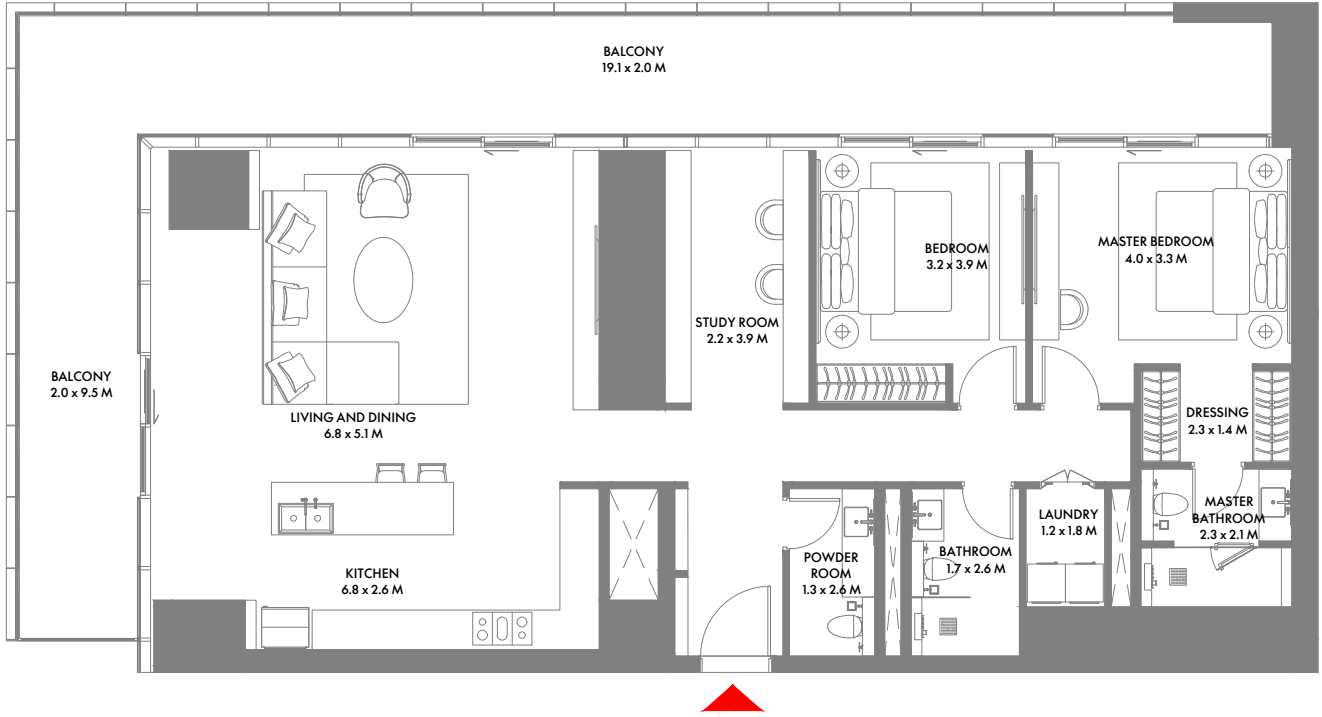 BALCONY
19.1 x 2.0 M
BEDROOM
3.2 x 3.9 M
MASTER BEDROOM
4.0 x 3.3 M
STUDY ROOM
2.2 x 3.9 M
BALCONY
2.0 x 9.5 M
LIVING AND DINING
6.8 x 5.1 M
DRESSING
2.3 x 1.4 M
KITCHEN
6.8 x 2.6 M
POWDER
ROOM
1.3 x 2.6 M
BATHROOM
1.7 x 2.6 M
LAUNDRY
1.2 x 1.8 M
MASTER
BATHROOM
2.3 x 2.1 M